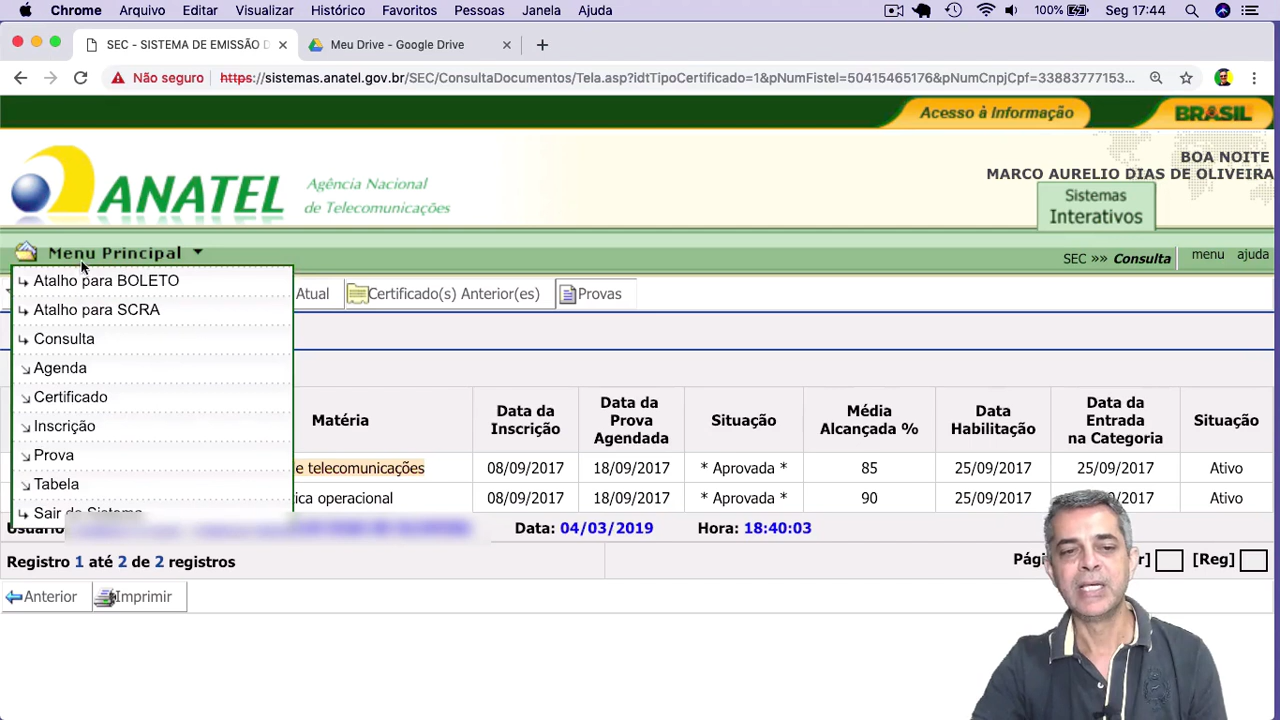 Chrome Arquivo Editar Visualizar Histórico Favoritos Pessoas Janela Ajuda 100% Seg 17:44
SEC - SISTEMA DE EMISSÃO D Meu Drive - Google Drive
Não seguro https://sistemas.anatel.gov.br/SEC/ConsultaDocumentos/Tela.asp?idtTipoCertificado=1&pNumFistel=50415465176&pNumCnpjCpf=33883777153...
Acesso à Informação BRASIL
ANATEL Agência Nacional de Telecomunicações
BOA NOITE
MARCO AURELIO DIAS DE OLIVEIRA
Sistemas
Interativos
Menu Principal
SEC »» Consulta menu ajuda
Atalho para BOLETO
Atalho para SCRA
Consulta
Agenda
Certificado
Inscrição
Prova
Tabela
Sair do Sistema
Atual Certificado(s) Anterior(es) Provas
Matéria Data da Inscrição Data da Prova Agendada Situação Média Alcançada % Data Habilitação Data da Entrada na Categoria Situação
e telecomunicações 08/09/2017 18/09/2017 * Aprovada * 85 25/09/2017 25/09/2017 Ativo
ica operacional 08/09/2017 18/09/2017 * Aprovada * 90 25/09/2017 25/09/2017 Ativo
Data: 04/03/2019 Hora: 18:40:03
Registro 1 até 2 de 2 registros
[Reg]
Anterior Imprimir